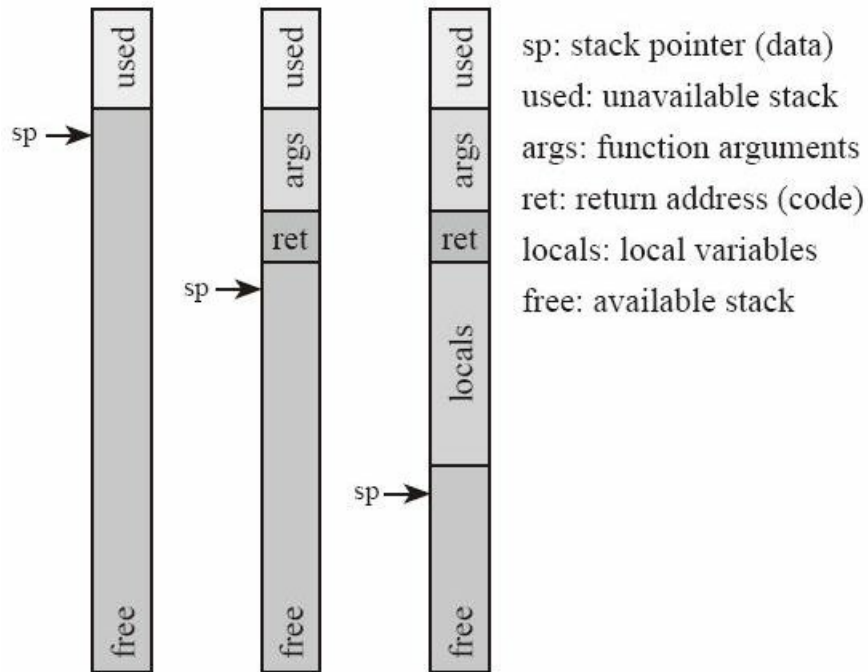 used
used
used
sp: stack pointer (data)
used: unavailable stack
sp
args
args
args: function arguments
ret: return address (code)
ret
ret
locals: local variables
sp
free: available stack
locals
sp
free
free
free